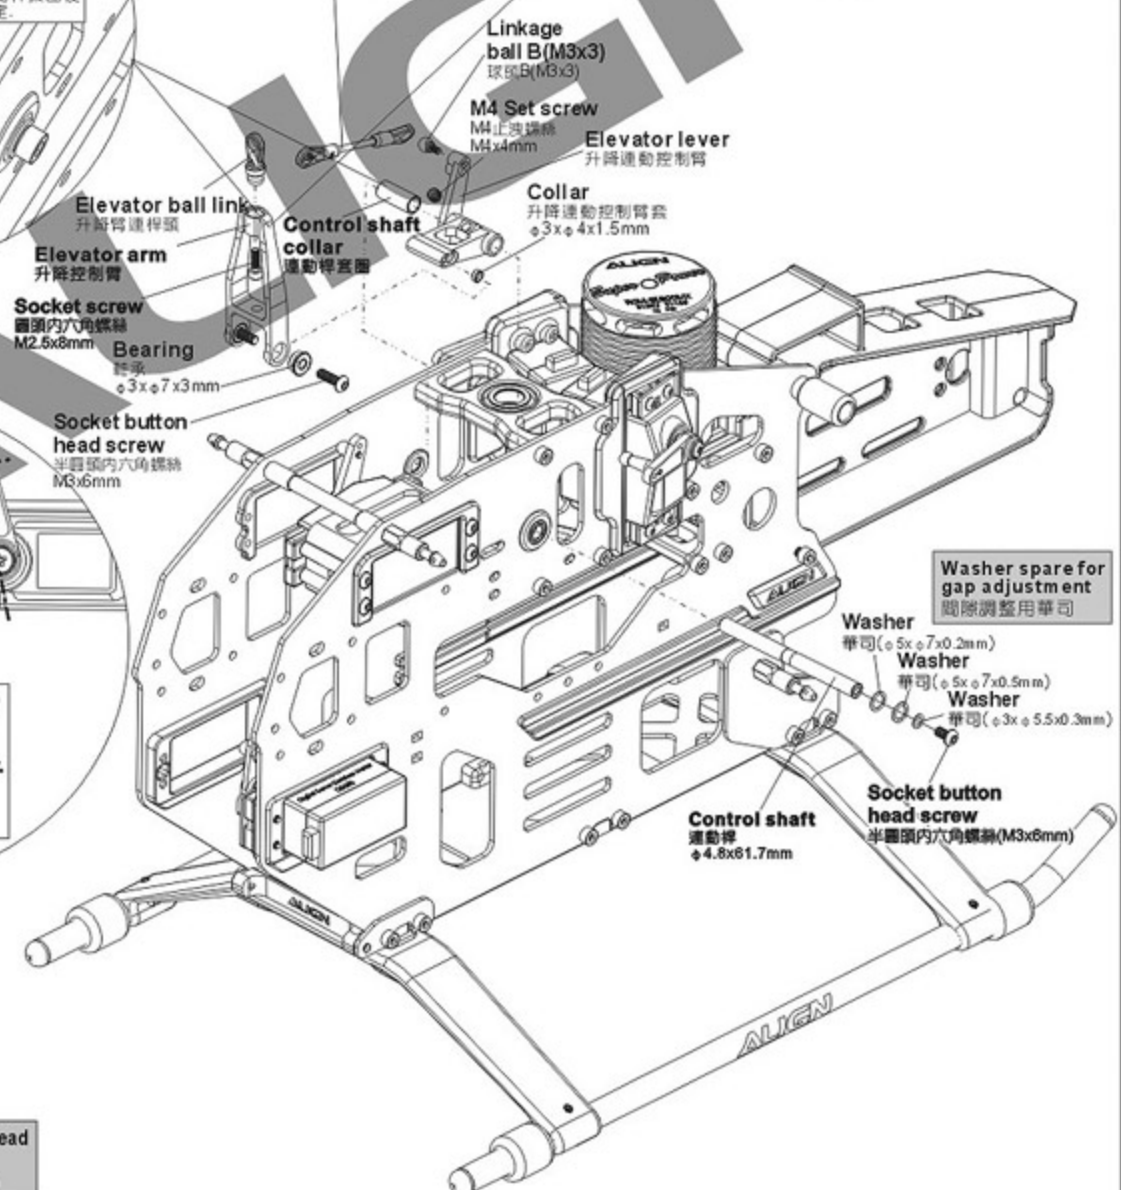 Linkage
ball B(M3x3)
球頭B(M3x3)
M4 Set screw
M4止洩螺絲
M4x4mm
Elevator lever
升降連動控制臂
Collar
升降連動控制臂套
φ3xφ4x1.5mm
Elevator ball link
升降臂連桿頭
Control shaft
collar
連動桿套圈
Elevator arm
升降控制臂
Socket screw
圓頭內六角螺絲
M2.5x8mm
Bearing
軸承
φ3xφ7x3mm
Socket button
head screw
半圓頭內六角螺絲
M3x6mm
ALIGN
ALIGN
Washer spare for
gap adjustment
間隙調整用華司
Washer
華司(φ5xφ7x0.2mm)
Washer
華司(φ5xφ7x0.5mm)
Washer
華司(φ3xφ5.5x0.3mm)
Socket button
head screw
半圓頭內六角螺絲(M3x6mm)
Control shaft
連動桿
φ4.8x61.7mm
ALIGN
ALIGN
ead